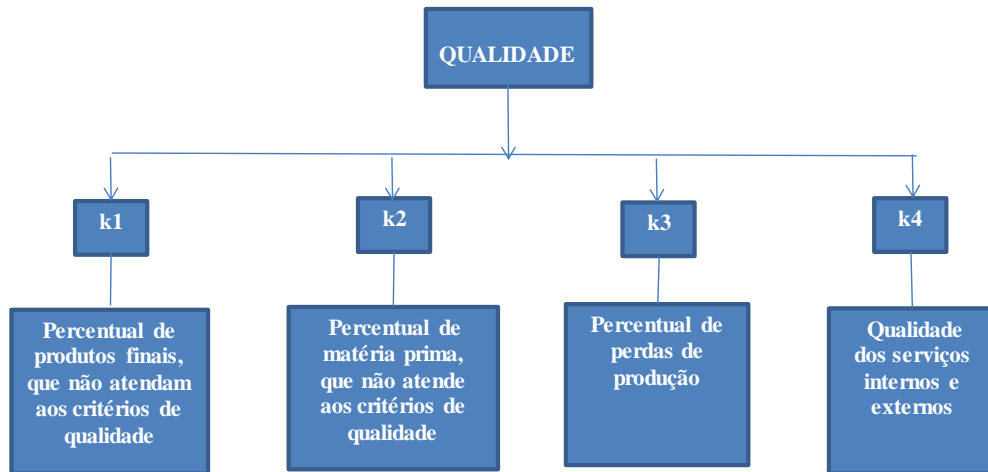 QUALIDADE
k1
k2
k3
k4
Percentual de
produtos finais,
que não atendam
aos critérios de
qualidade
Percentual de
matéria prima,
que não atende
aos critérios de
qualidade
Percentual de
perdas de
produção
Qualidade
dos serviços
internos e
externos